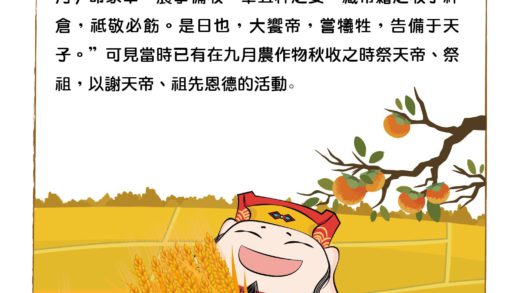 倉，祗敬必飭。是日也，大饗帝，嘗犧牲，告備于天
子。”可見當時已有在九月農作物秋收之時祭天帝、祭
祖，以謝天帝、祖先恩德的活動。